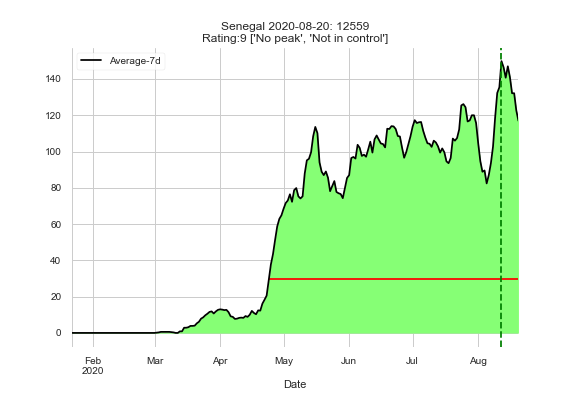 Senegal 2020-08-20: 12559
Rating:9 ['No peak', 'Not in control']
Average-7d
140
120
100
80
60
40
20
0
Feb Mar Apr May Jun Jul Aug
2020
Date